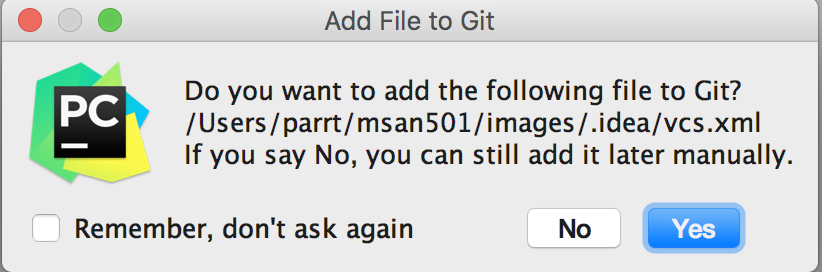 Add File to Git
PC
Do you want to add the following file to Git?
/Users/parrt/msan501/images/.idea/vcs.xml
If you say No, you can still add it later manually.
Remember, don't ask again
No
Yes